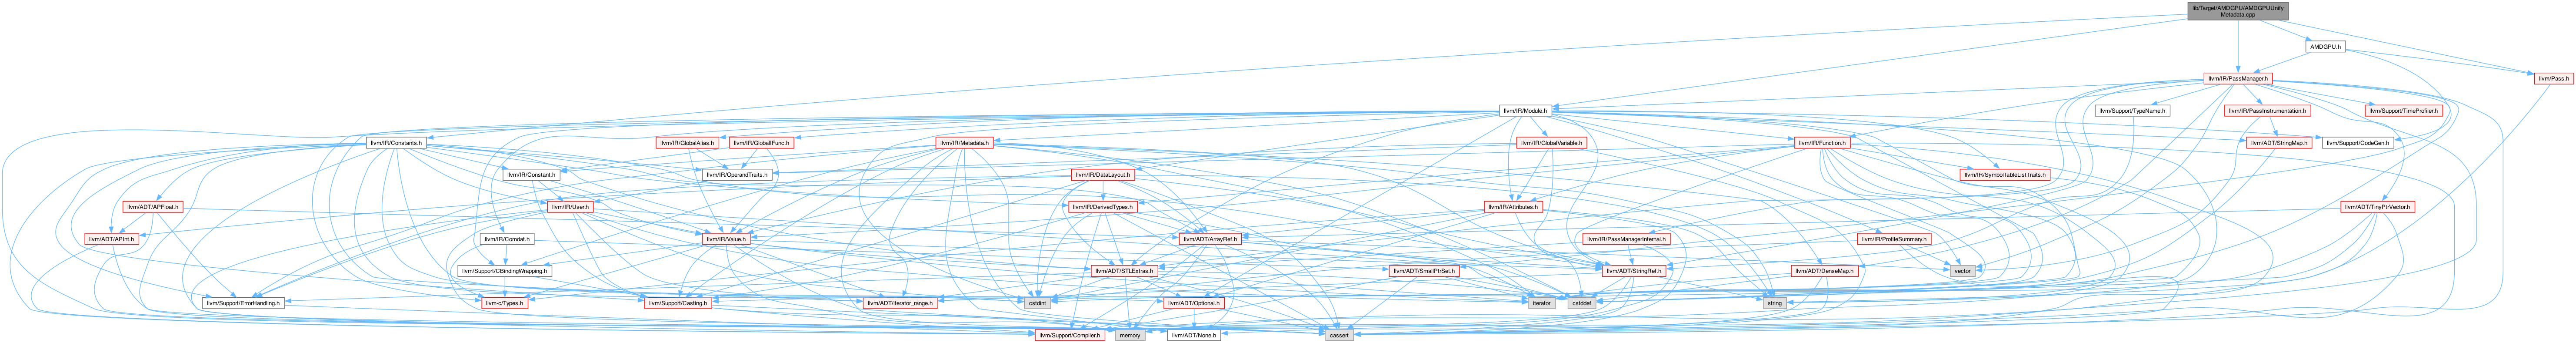 lib/Target/AMDGPU/AMDGPUUnify
Metadata.cpp
AMDGPU.h
llvm/IR/PassManager.h
llvm/Pass.h
llvm/IR/Module.h
llvm/Support/TypeName.h
llvm/IR/PassInstrumentation.h
llvm/Support/TimeProfiler.h
llvm/IR/Constants.h
llvm/IR/GlobalAlias.h
llvm/IR/GlobalIFunc.h
llvm/IR/Metadata.h
llvm/IR/GlobalVariable.h
llvm/IR/Function.h
llvm/ADT/StringMap.h
llvm/Support/CodeGen.h
llvm/IR/Constant.h
llvm/IR/OperandTraits.h
llvm/IR/DataLayout.h
llvm/IR/SymbolTableListTraits.h
llvm/ADT/APFloat.h
llvm/IR/User.h
llvm/IR/DerivedTypes.h
llvm/IR/Attributes.h
llvm/ADT/TinyPtrVector.h
llvm/ADT/APInt.h
llvm/IR/Comdat.h
llvm/IR/Value.h
llvm/ADT/ArrayRef.h
llvm/IR/PassManagerInternal.h
llvm/IR/ProfileSummary.h
llvm/Support/CBindingWrapping.h
llvm/ADT/STLExtras.h
llvm/ADT/SmallPtrSet.h
llvm/ADT/StringRef.h
llvm/ADT/DenseMap.h
vector
llvm/Support/ErrorHandling.h
llvm-c/Types.h
llvm/Support/Casting.h
llvm/ADT/iterator_range.h
cstdint
llvm/ADT/Optional.h
iterator
cstddef
string
llvm/Support/Compiler.h
memory
llvm/ADT/None.h
cassert